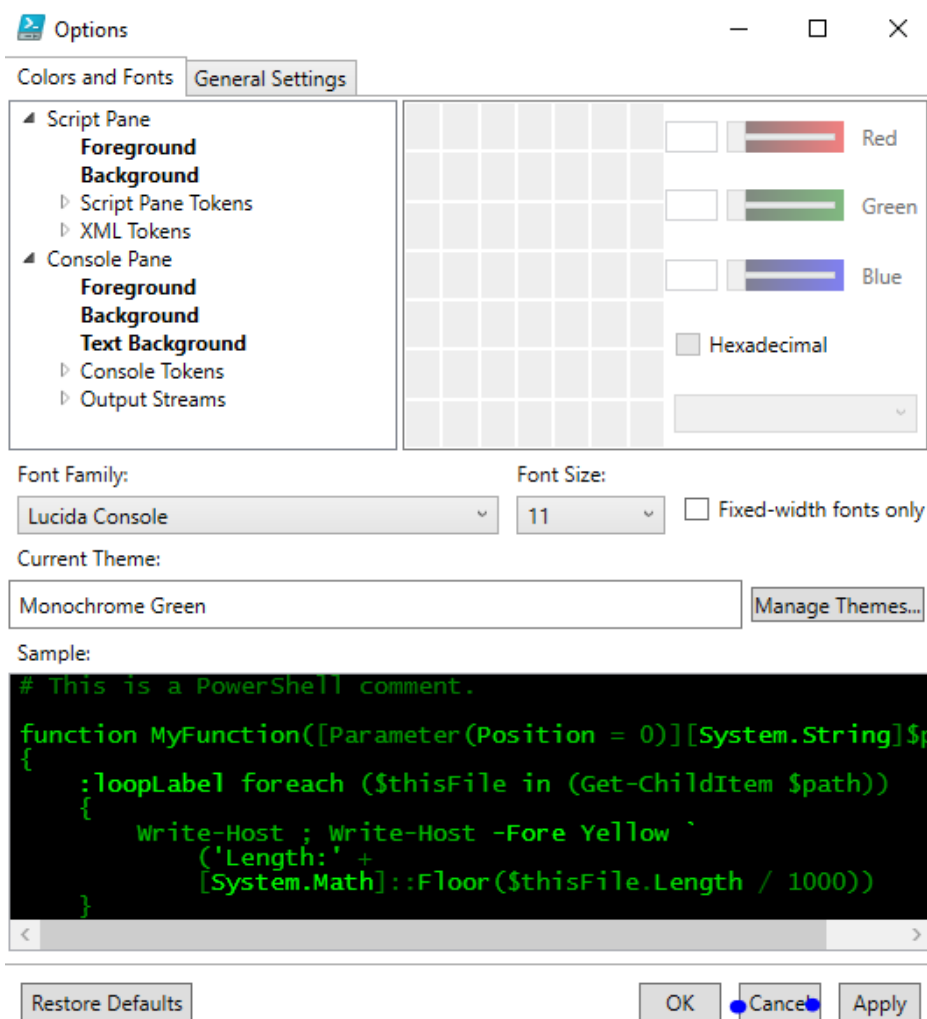 Options
Colors and Fonts General Settings
Script Pane
Foreground
Background
Script Pane Tokens
XML Tokens
Console Pane
Foreground
Background
Text Background
Console Tokens
Output Streams
Red
Green
Blue
Hexadecimal
Font Family: Font Size:
Lucida Console 11 Fixed-width fonts only
Current Theme:
Monochrome Green Manage Themes...
Sample:
# This is a PowerShell comment.
function MyFunction([Parameter(Position = 0)][System.String]$p
{
    :loopLabel foreach ($thisFile in (Get-ChildItem $path))
    {
        Write-Host ; Write-Host -Fore Yellow `
            ('Length:' +
            [System.Math]::Floor($thisFile.Length / 1000))
    }
Restore Defaults OK Cancel Apply